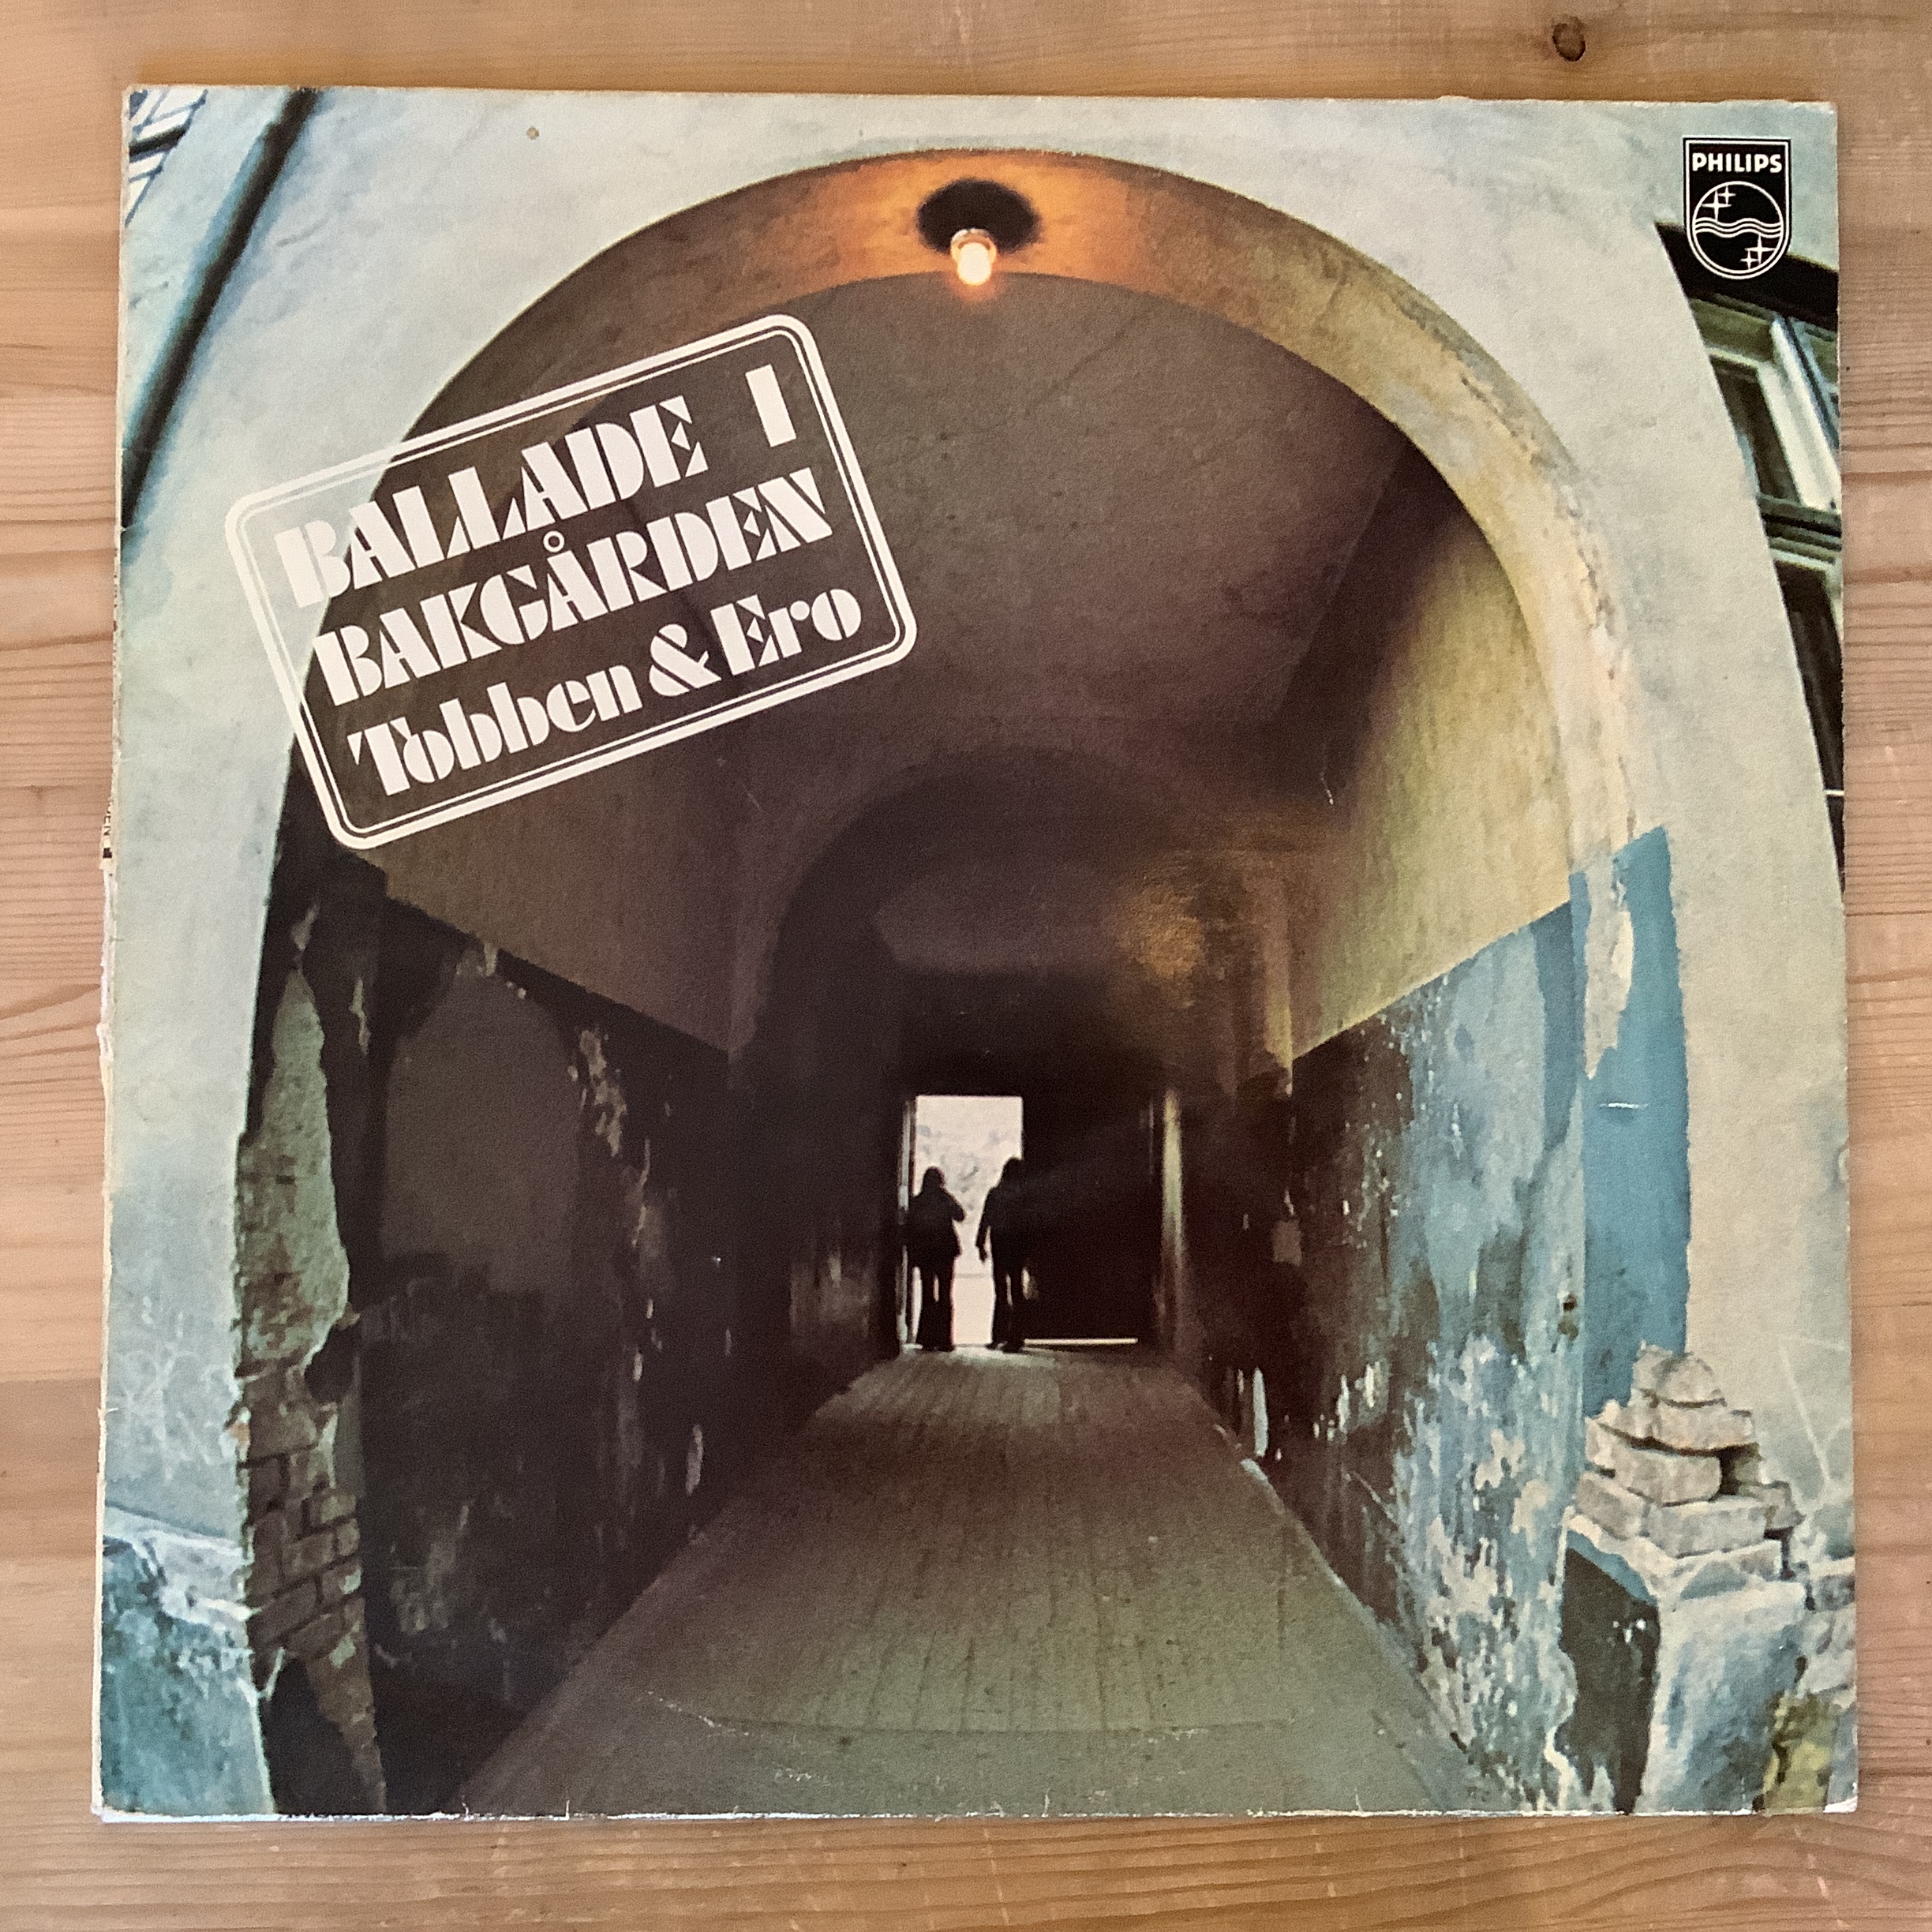 PHILIPS
BALLADE I
BAKGÅRDEN
Tobben & Ero